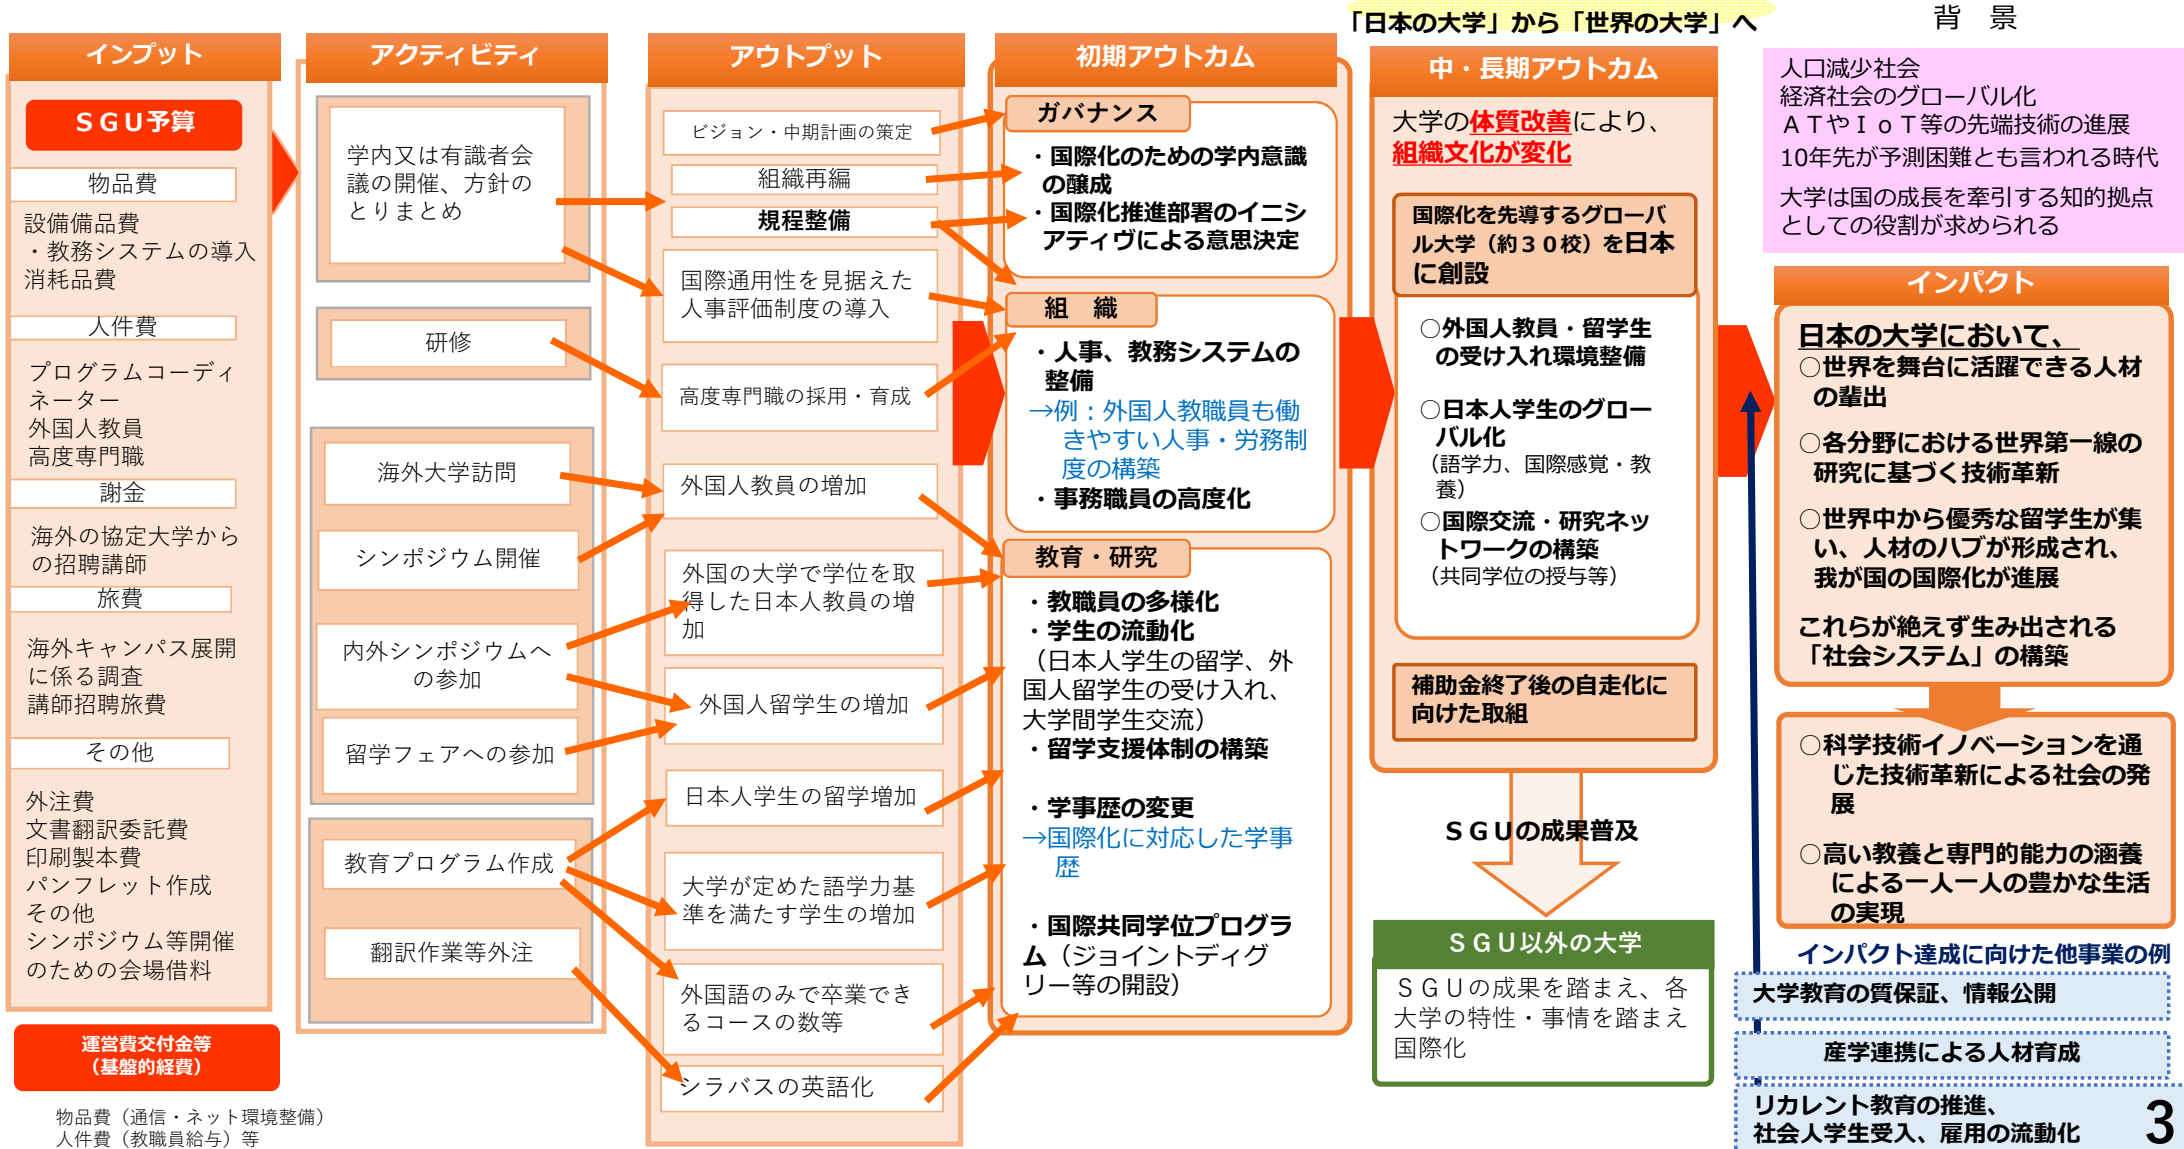 「日本の大学」から「世界の大学」へ
背　景
人口減少社会
経済社会のグローバル化
ＡＴやＩｏＴ等の先端技術の進展
10年先が予測困難とも言われる時代
大学は国の成長を牽引する知的拠点
としての役割が求められる
インプット
ＳＧＵ予算
物品費
設備備品費
・教務システムの導入
消耗品費
人件費
プログラムコーディ
ネーター
外国人教員
高度専門職
謝金
海外の協定大学から
の招聘講師
旅費
海外キャンパス展開
に係る調査
講師招聘旅費
その他
外注費
文書翻訳委託費
印刷製本費
パンフレット作成
その他
シンポジウム等開催
のための会場借料
運営費交付金等
（基盤的経費）
物品費（通信・ネット環境整備）
人件費（教職員給与）等
アクティビティ
学内又は有識者会
議の開催、方針の
とりまとめ
研修
海外大学訪問
シンポジウム開催
内外シンポジウムへ
の参加
留学フェアへの参加
教育プログラム作成
翻訳作業等外注
アウトプット
ビジョン・中期計画の策定
組織再編
規程整備
国際通用性を見据えた
人事評価制度の導入
高度専門職の採用・育成
外国人教員の増加
外国の大学で学位を取
得した日本人教員の増
加
外国人留学生の増加
日本人学生の留学増加
大学が定めた語学力基
準を満たす学生の増加
外国語のみで卒業でき
るコースの数等
シラバスの英語化
初期アウトカム
ガバナンス
・国際化のための学内意識
の醸成
・国際化推進部署のイニシ
アティヴによる意思決定
組　織
・人事、教務システムの
整備
→例：外国人教職員も働
きやすい人事・労務制
度の構築
・事務職員の高度化
教育・研究
・教職員の多様化
・学生の流動化
（日本人学生の留学、外
国人留学生の受け入れ、
大学間学生交流）
・留学支援体制の構築
・学事歴の変更
→国際化に対応した学事
歴
・国際共同学位プログラ
ム（ジョイントディグ
リー等の開設）
中・長期アウトカム
大学の体質改善により、
組織文化が変化
国際化を先導するグローバ
ル大学（約３０校）を日本
に創設
○外国人教員・留学生
の受け入れ環境整備
○日本人学生のグロー
バル化
（語学力、国際感覚・教
養）
○国際交流・研究ネッ
トワークの構築
（共同学位の授与等）
補助金終了後の自走化に
向けた取組
ＳＧＵの成果普及
ＳＧＵ以外の大学
ＳＧＵの成果を踏まえ、各
大学の特性・事情を踏まえ
国際化
インパクト
日本の大学において、
○世界を舞台に活躍できる人材
の輩出
○各分野における世界第一線の
研究に基づく技術革新
○世界中から優秀な留学生が集
い、人材のハブが形成され、
我が国の国際化が進展
これらが絶えず生み出される
「社会システム」の構築
○科学技術イノベーションを通
じた技術革新による社会の発
展
○高い教養と専門的能力の涵養
による一人一人の豊かな生活
の実現
インパクト達成に向けた他事業の例
大学教育の質保証、情報公開
産学連携による人材育成
リカレント教育の推進、
社会人学生受入、雇用の流動化
3